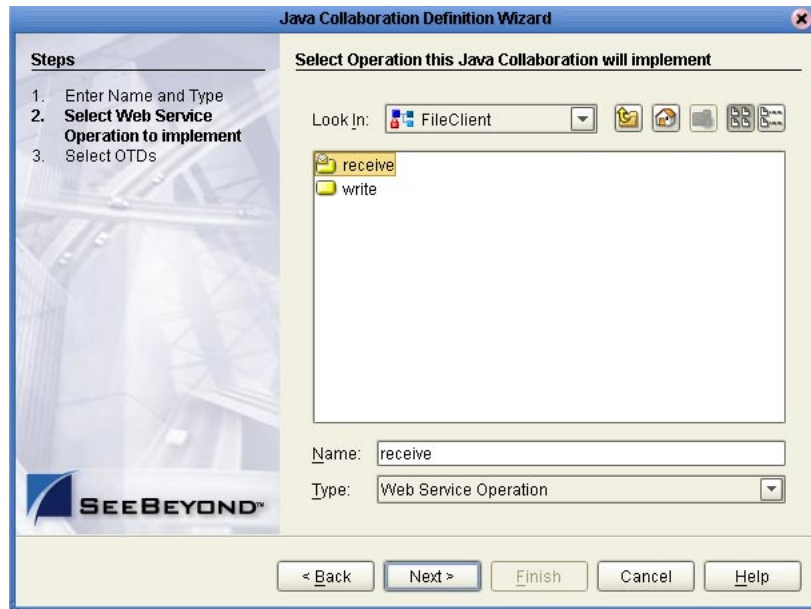 Java Collaboration Definition Wizard
Steps
1. Enter Name and Type
2. Select Web Service
Operation to implement
3. Select OTDs
Select Operation this Java Collaboration will implement
Look In: FileClient
receive
write
Name: receive
Type: Web Service Operation
SEEBEYOND™
< Back Next > Finish Cancel Help